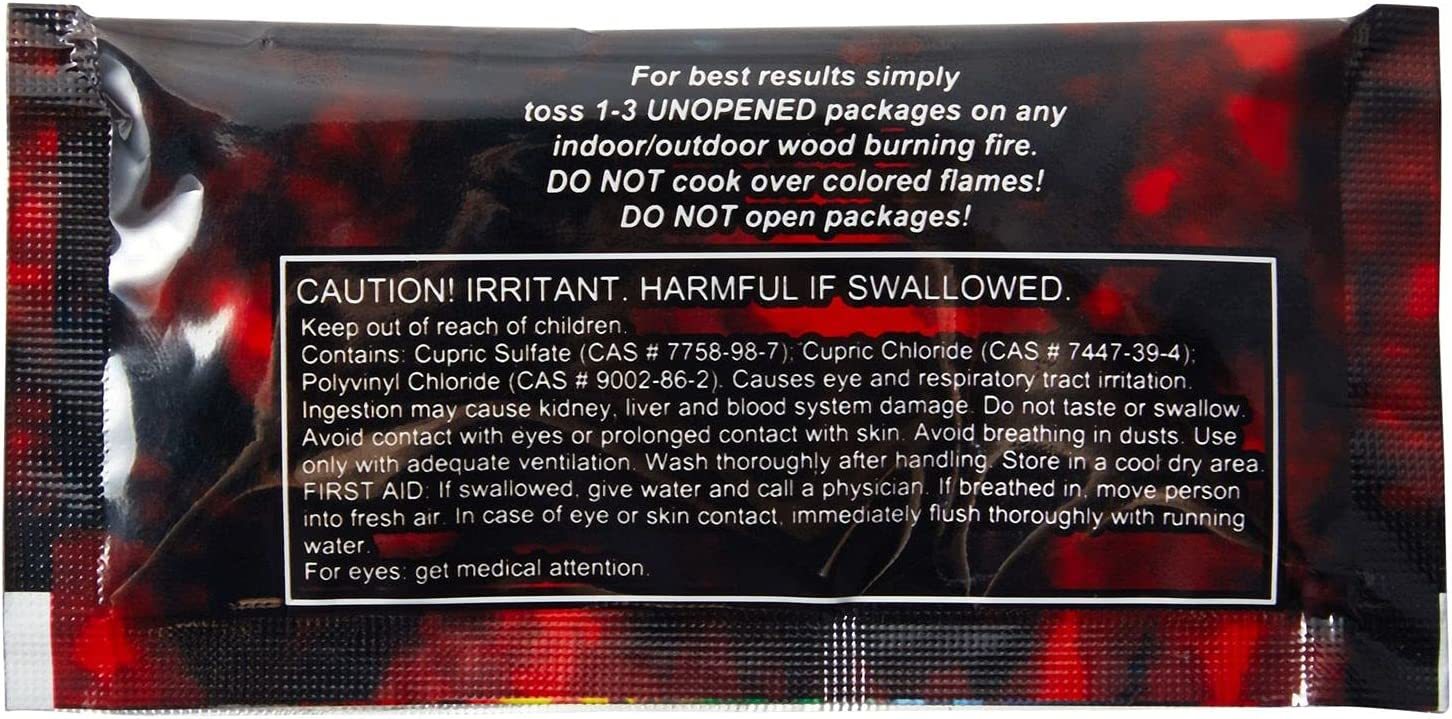 For best results simply
toss 1-3 UNOPENED packages on any
indoor/outdoor wood burning fire.
DO NOT cook over colored flames!
DO NOT open packages!
CAUTION! IRRITANT. HARMFUL IF SWALLOWED.
Keep out of reach of children.
Contains: Cupric Sulfate (CAS # 7758-98-7); Cupric Chloride (CAS # 7447-39-4);
Polyvinyl Chloride (CAS # 9002-86-2). Causes eye and respiratory tract irritation.
Ingestion may cause kidney, liver and blood system damage. Do not taste or swallow.
Avoid contact with eyes or prolonged contact with skin. Avoid breathing in dusts. Use
only with adequate ventilation. Wash thoroughly after handling. Store in a cool dry area.
FIRST AID: If swallowed, give water and call a physician. If breathed in, move person
into fresh air. In case of eye or skin contact, immediately flush thoroughly with running
water.
For eyes: get medical attention.